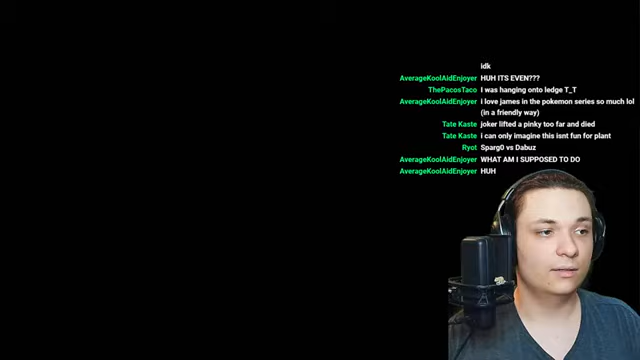 idk
AverageKoolAidEnjoyer HUH ITS EVEN???
ThePacosTaco I was hanging onto ledge T_T
AverageKoolAidEnjoyer i love james in the pokemon series so much lol
(in a friendly way)
Tate Kaste joker lifted a pinky too far and died
Tate Kaste i can only imagine this isnt fun for plant
Ryot Sparg0 vs Dabuz
AverageKoolAidEnjoyer WHAT AM I SUPPOSED TO DO
AverageKoolAidEnjoyer HUH